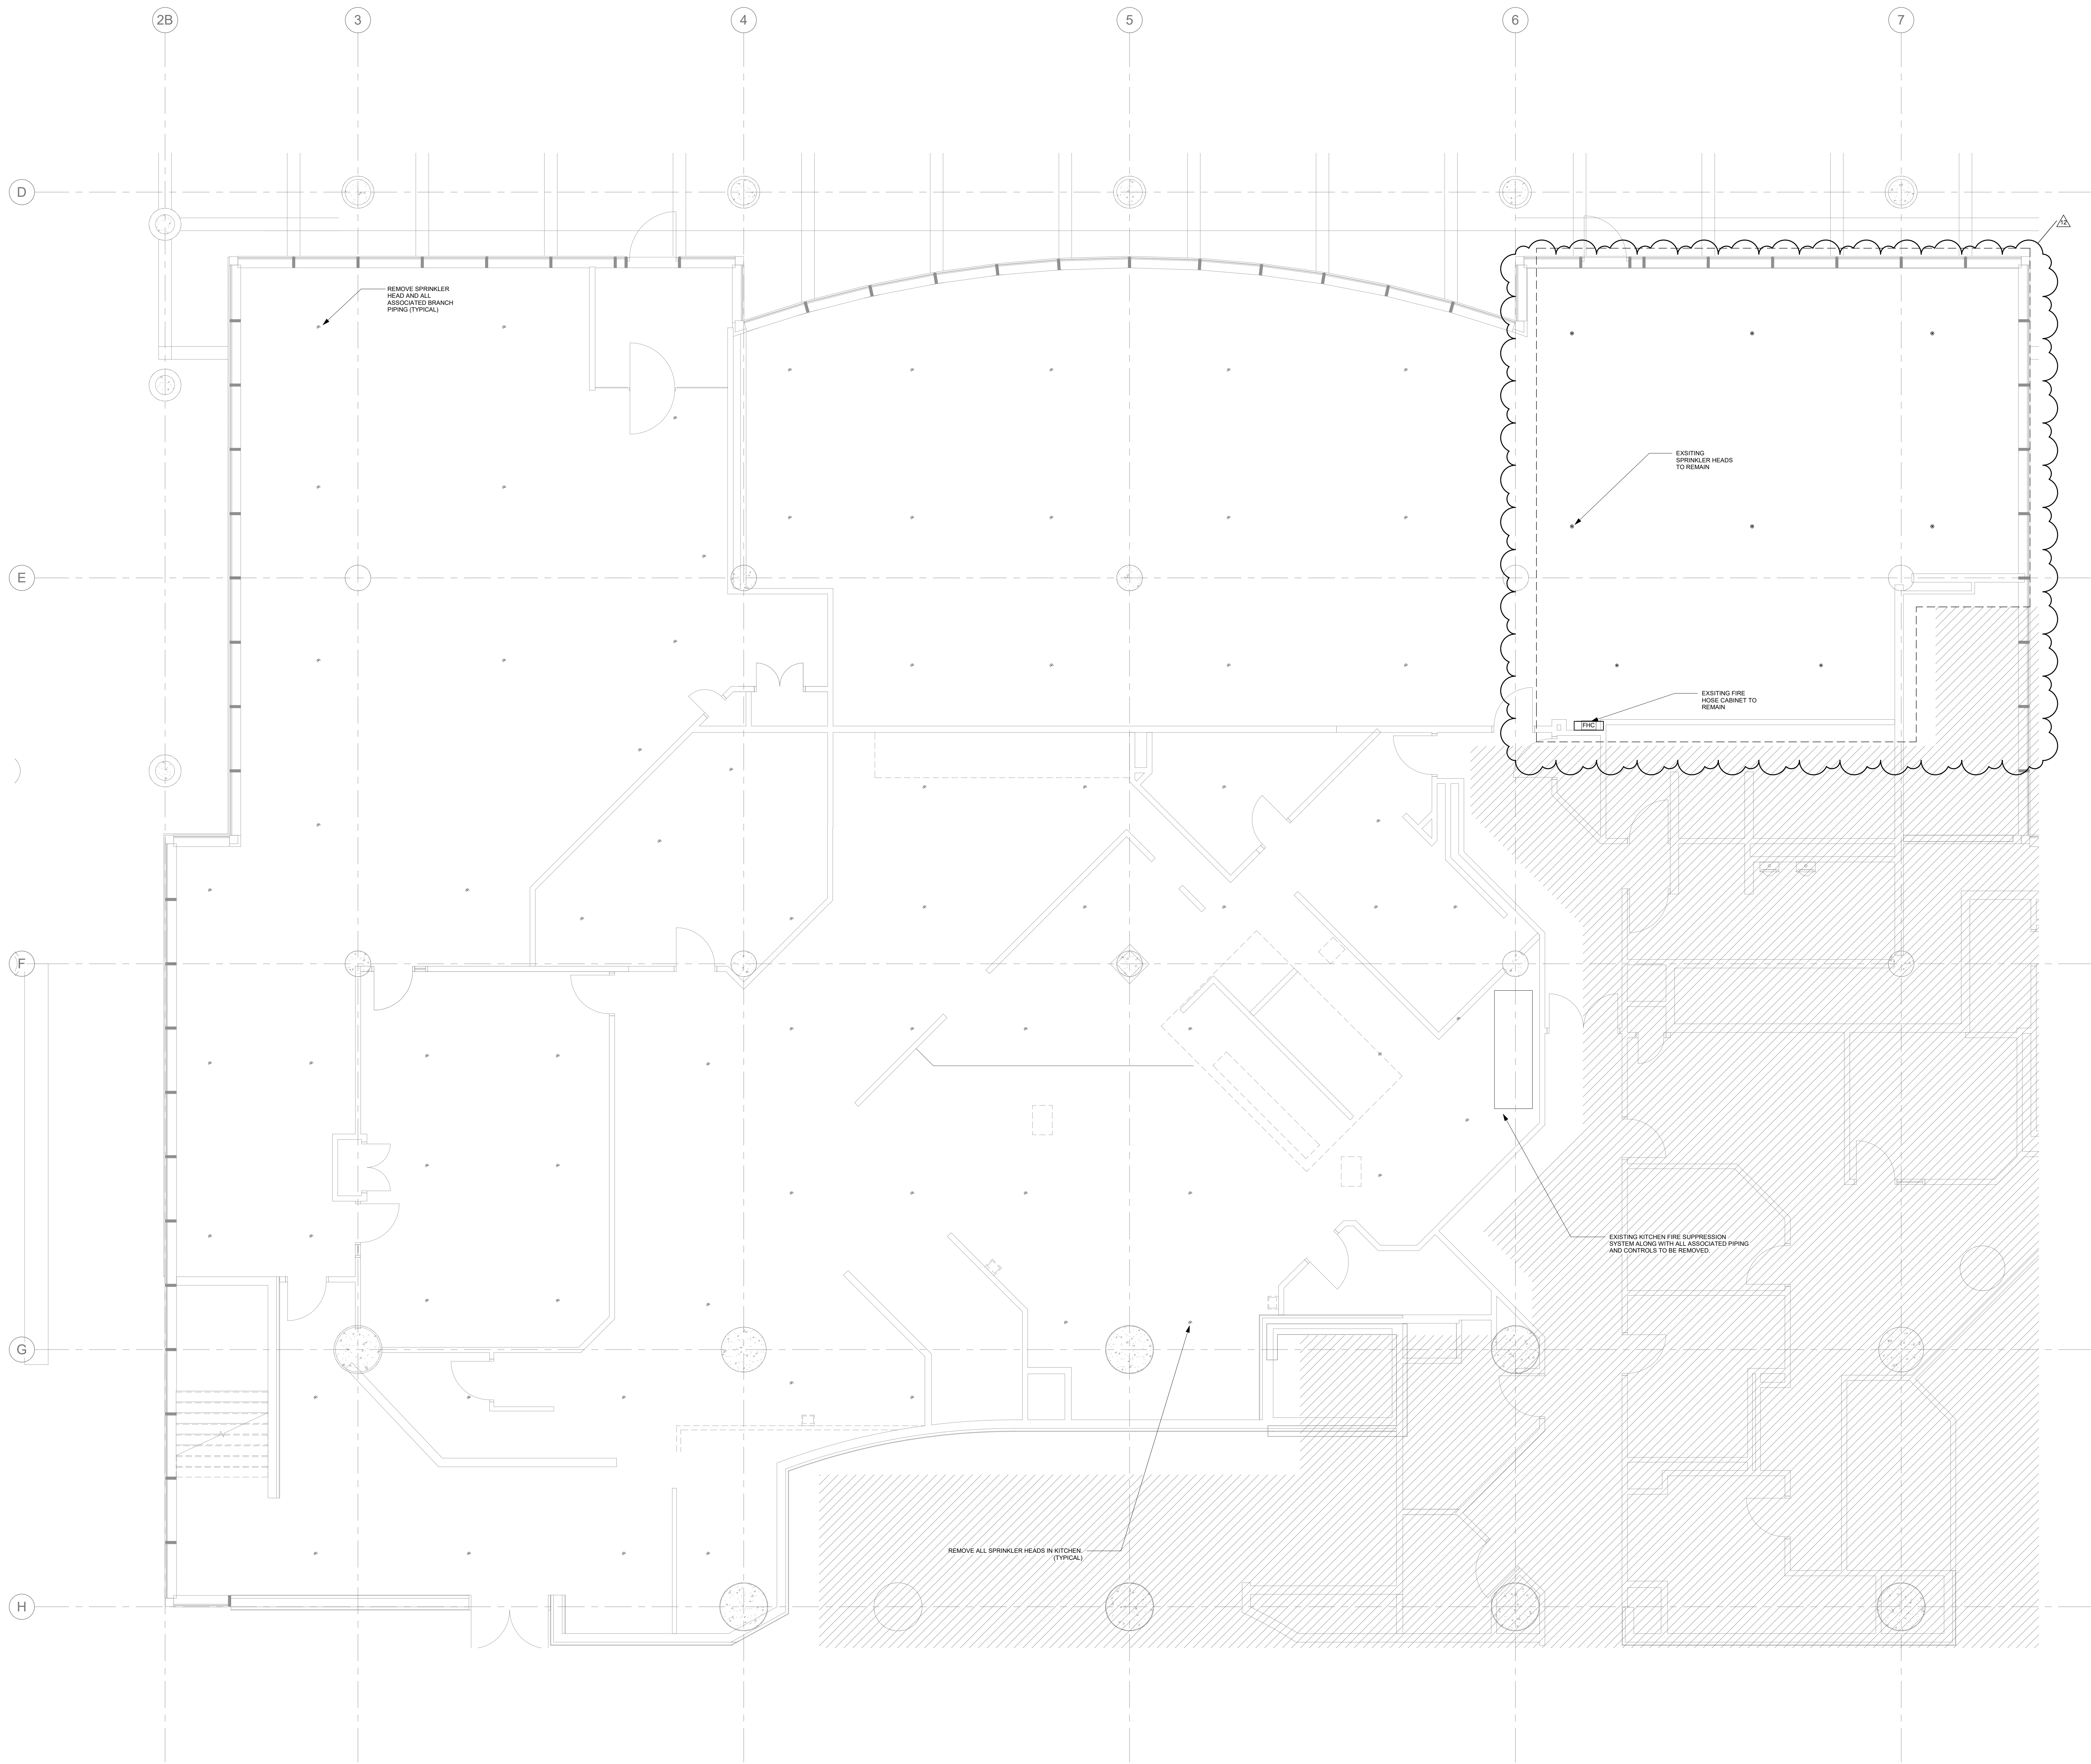 2B
3
4
5
6
7
D
12
REMOVE SPRINKLER
HEAD AND ALL
ASSOCIATED BRANCH
PIPING (TYPICAL)
EXSITING
SPRINKLER HEADS
TO REMAIN
E
EXSITING FIRE
HOSE CABINET TO
REMAIN
FHC
F
EXISTING KITCHEN FIRE SUPPRESSION
SYSTEM ALONG WITH ALL ASSOCIATED PIPING
AND CONTROLS TO BE REMOVED.
G
REMOVE ALL SPRINKLER HEADS IN KITCHEN.
(TYPICAL)
H